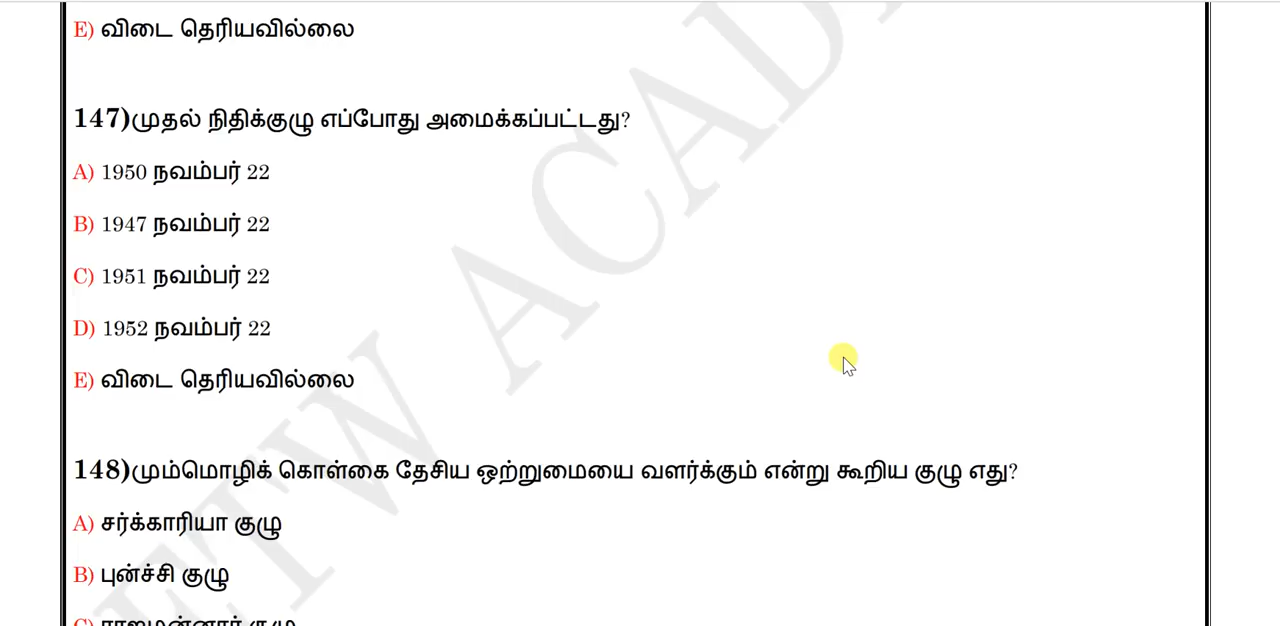 E) விடை தெரியவில்லை
147)முதல் நிதிக்குழு எப்போது அமைக்கப்பட்டது?
A) 1950 நவம்பர் 22
B) 1947 நவம்பர் 22
C) 1951 நவம்பர் 22
D) 1952 நவம்பர் 22
E) விடை தெரியவில்லை
148)மும்மொழிக் கொள்கை தேசிய ஒற்றுமையை வளர்க்கும் என்று கூறிய குழு எது?
A) சர்க்காரியா குழு
B) புன்ச்சி குழு
C) ராஜமன்னார் குழு